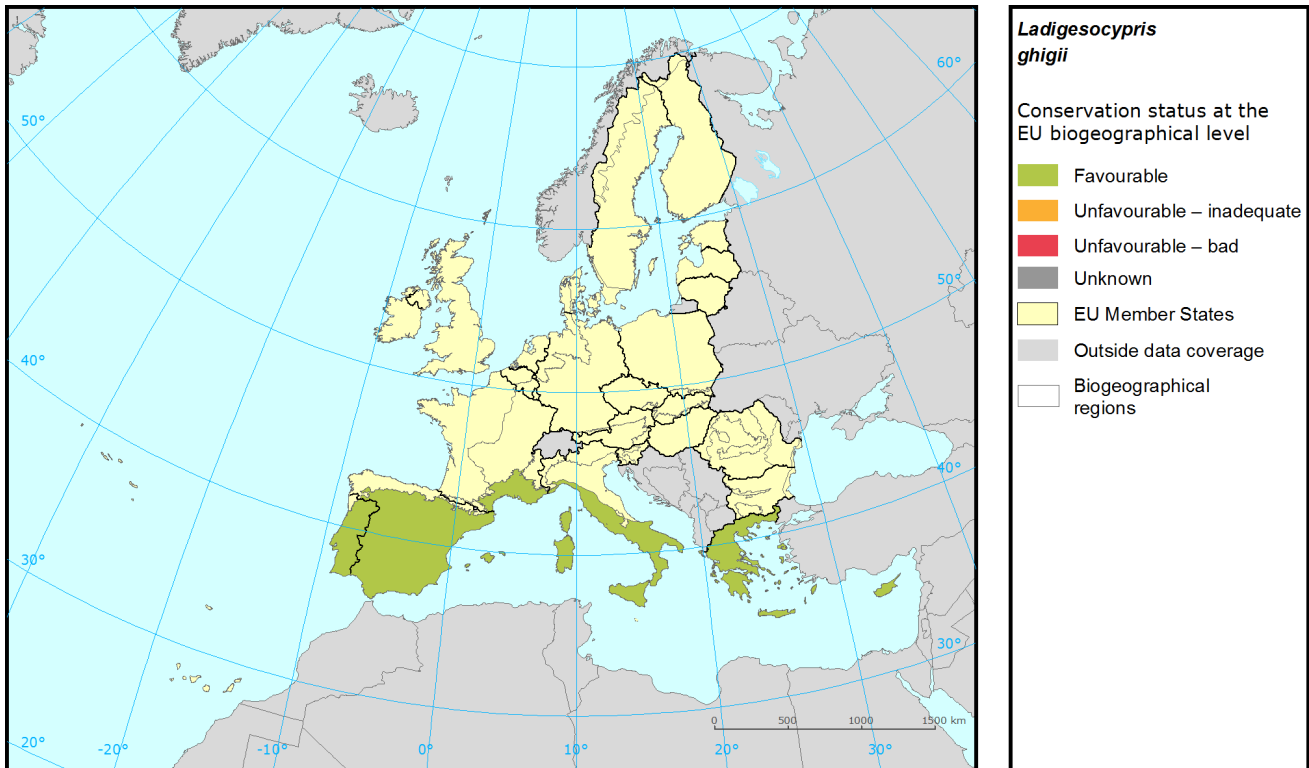 Ladigesocypris
ghigii
Conservation status at the
EU biogeographical level
Favourable
Unfavourable – inadequate
Unfavourable – bad
Unknown
EU Member States
Outside data coverage
Biogeographical
regions
60°
50°
50°
40°
40°
30°
30°
0 500 1000 1500 km
20° -20° -10° 0° 10° 20° 30°